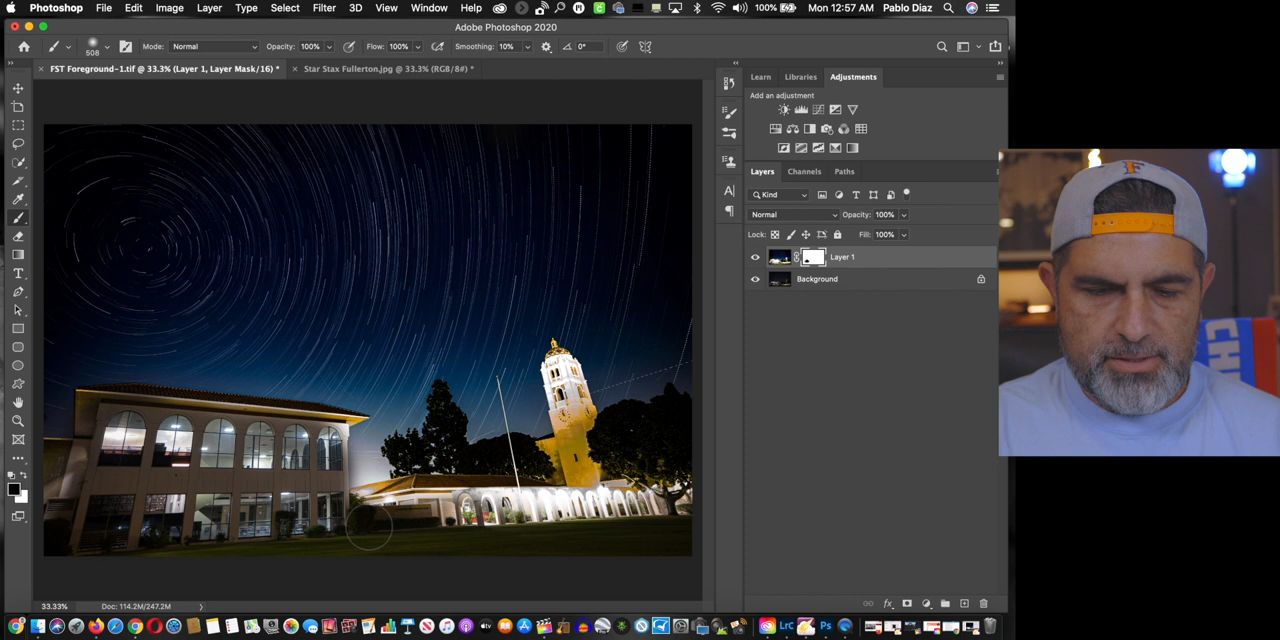 Photoshop File Edit Image Layer Type Select Filter 3D View Window Help 100% Mon 12:57 AM Pablo Diaz
Adobe Photoshop 2020
508 Mode: Normal Opacity: 100% Flow: 100% Smoothing: 10% 0°
× FST Foreground-1.tif @ 33.3% (Layer 1, Layer Mask/16) * × Star Stax Fullerton.jpg @ 33.3% (RGB/8#) *
Learn Libraries Adjustments
Add an adjustment
Layers Channels Paths
Kind
Normal Opacity: 100%
Lock: Fill: 100%
Layer 1
Background
33.33% Doc: 114.2M/247.2M